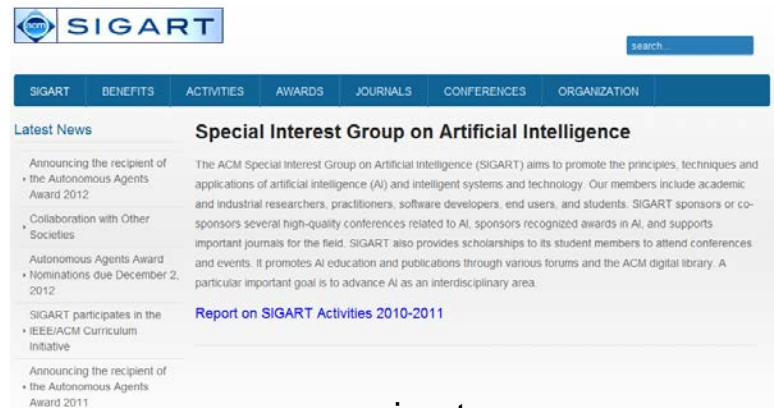 acm SIGART
search...
SIGART BENEFITS ACTIVITIES AWARDS JOURNALS CONFERENCES ORGANIZATION
Latest News
Announcing the recipient of
the Autonomous Agents
Award 2012
Collaboration with Other
Societies
Autonomous Agents Award
Nominations due December 2,
2012
SIGART participates in the
IEEE/ACM Curriculum
Initiative
Announcing the recipient of
the Autonomous Agents
Award 2011
Special Interest Group on Artificial Intelligence
The ACM Special Interest Group on Artificial Intelligence (SIGART) aims to promote the principles, techniques and
applications of artificial intelligence (AI) and intelligent systems and technology. Our members include academic
and industrial researchers, practitioners, software developers, end users, and students. SIGART sponsors or co-
sponsors several high-quality conferences related to AI, sponsors recognized awards in AI, and supports
important journals for the field. SIGART also provides scholarships to its student members to attend conferences
and events. It promotes AI education and publications through various forums and the ACM digital library. A
particular important goal is to advance AI as an interdisciplinary area.
Report on SIGART Activities 2010-2011